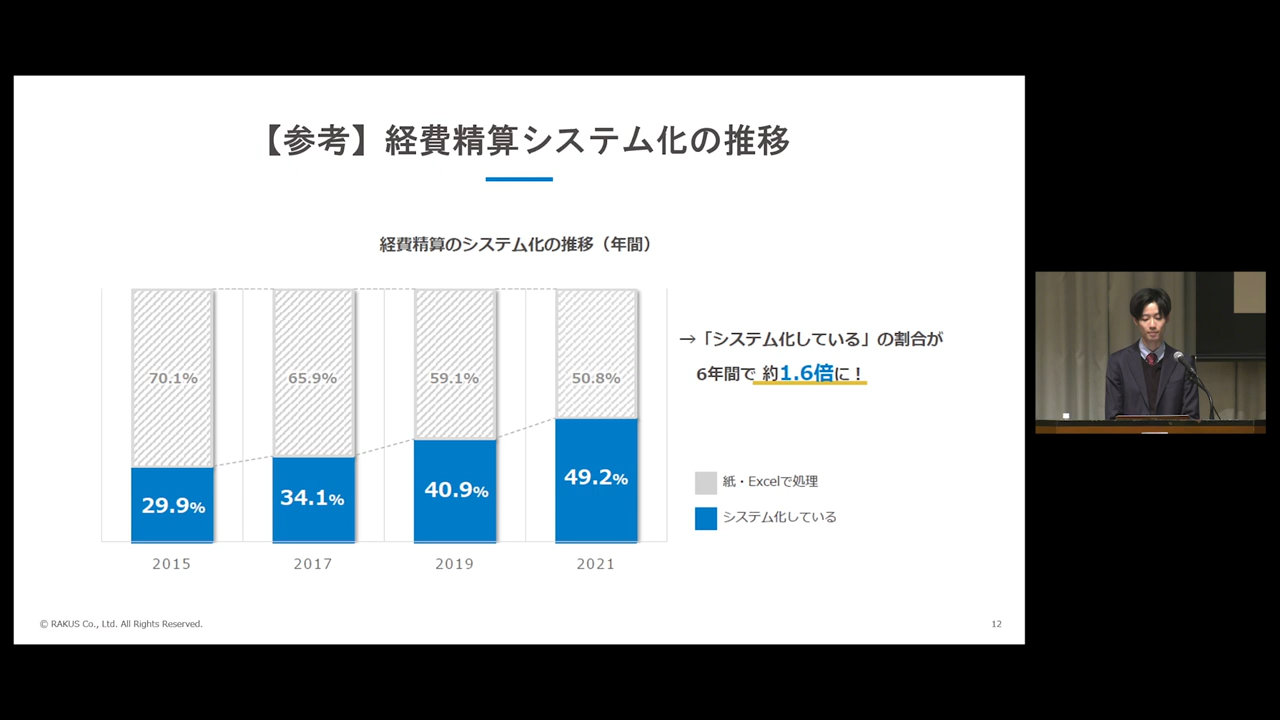 【参考】経費精算システム化の推移
経費精算のシステム化の推移（年間）
70.1%
65.9%
59.1%
50.8%
29.9%
34.1%
40.9%
49.2%
2015
2017
2019
2021
→「システム化している」の割合が
6年間で 約1.6倍に！
紙・Excelで処理
システム化している
© RAKUS Co., Ltd. All Rights Reserved.
12